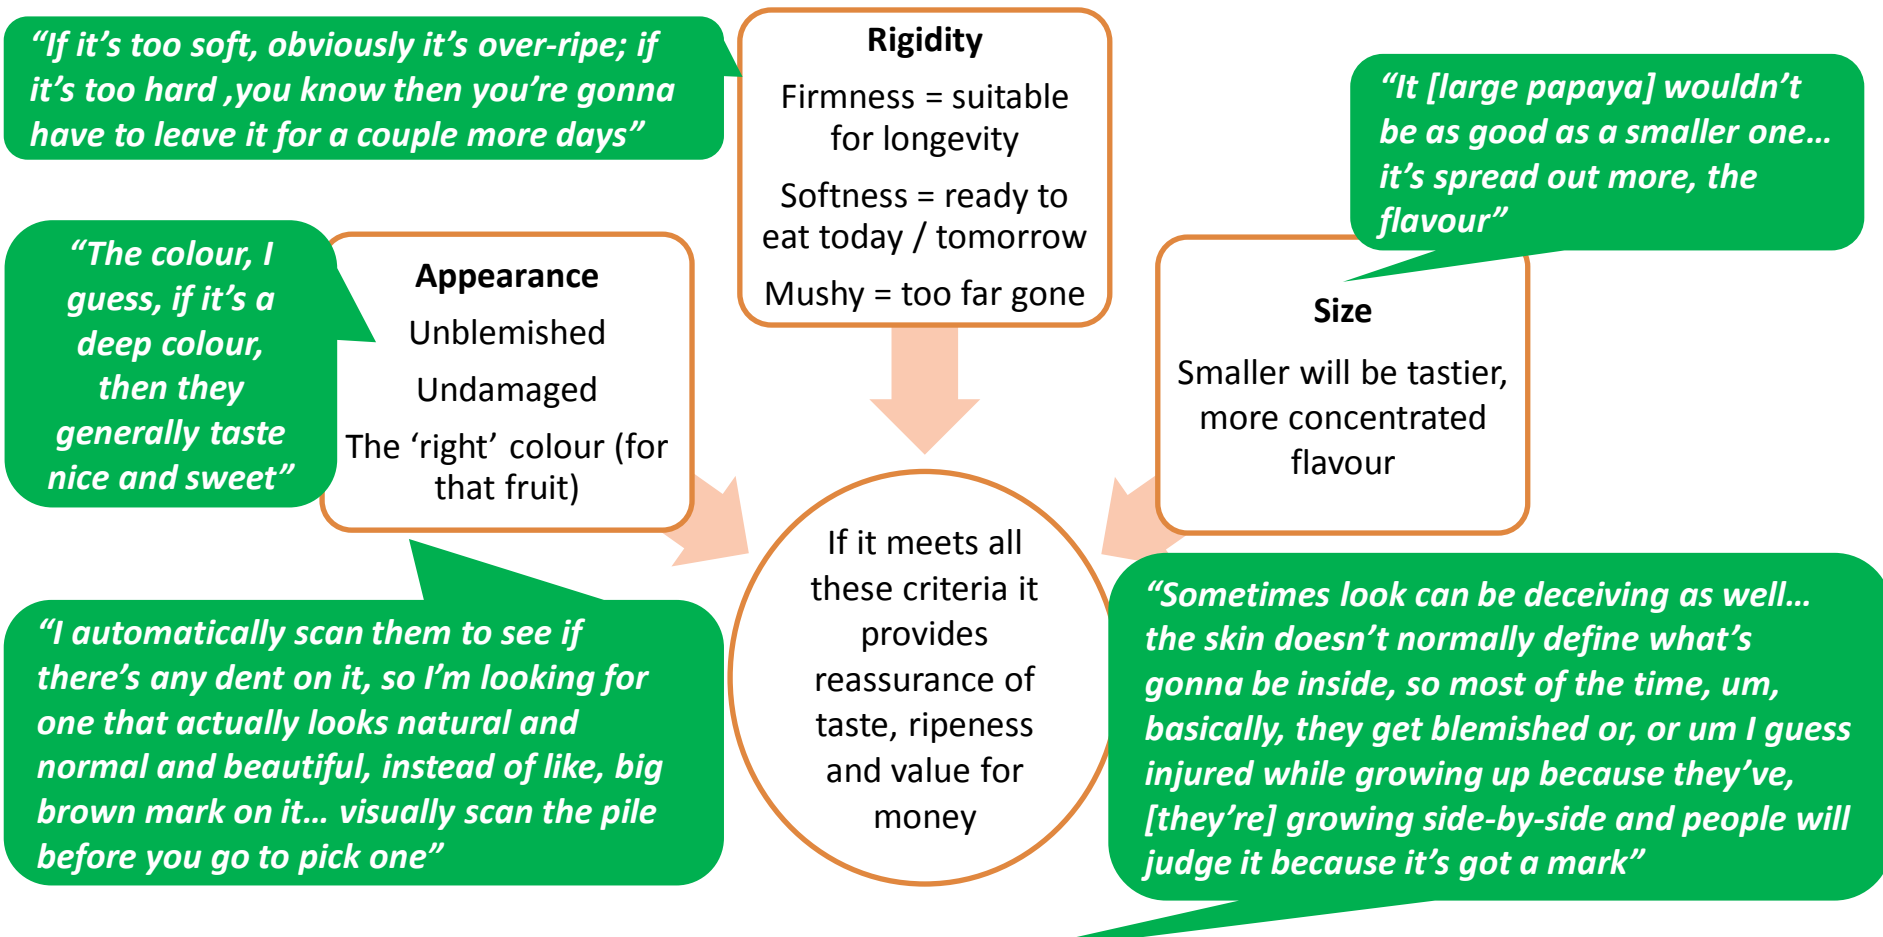 “If it’s too soft, obviously it’s over-ripe; if
it’s too hard ,you know then you’re gonna
have to leave it for a couple more days”
Rigidity
Firmness = suitable
for longevity
Softness = ready to
eat today / tomorrow
Mushy = too far gone
“It [large papaya] wouldn’t
be as good as a smaller one…
it’s spread out more, the
flavour”
“The colour, I
guess, if it’s a
deep colour,
then they
generally taste
nice and sweet”
Appearance
Unblemished
Undamaged
The ‘right’ colour (for
that fruit)
Size
Smaller will be tastier,
more concentrated
flavour
“I automatically scan them to see if
there’s any dent on it, so I’m looking for
one that actually looks natural and
normal and beautiful, instead of like, big
brown mark on it… visually scan the pile
before you go to pick one”
If it meets all
these criteria it
provides
reassurance of
taste, ripeness
and value for
money
“Sometimes look can be deceiving as well…
the skin doesn’t normally define what’s
gonna be inside, so most of the time, um,
basically, they get blemished or, or um I guess
injured while growing up because they’ve,
[they’re] growing side-by-side and people will
judge it because it’s got a mark”